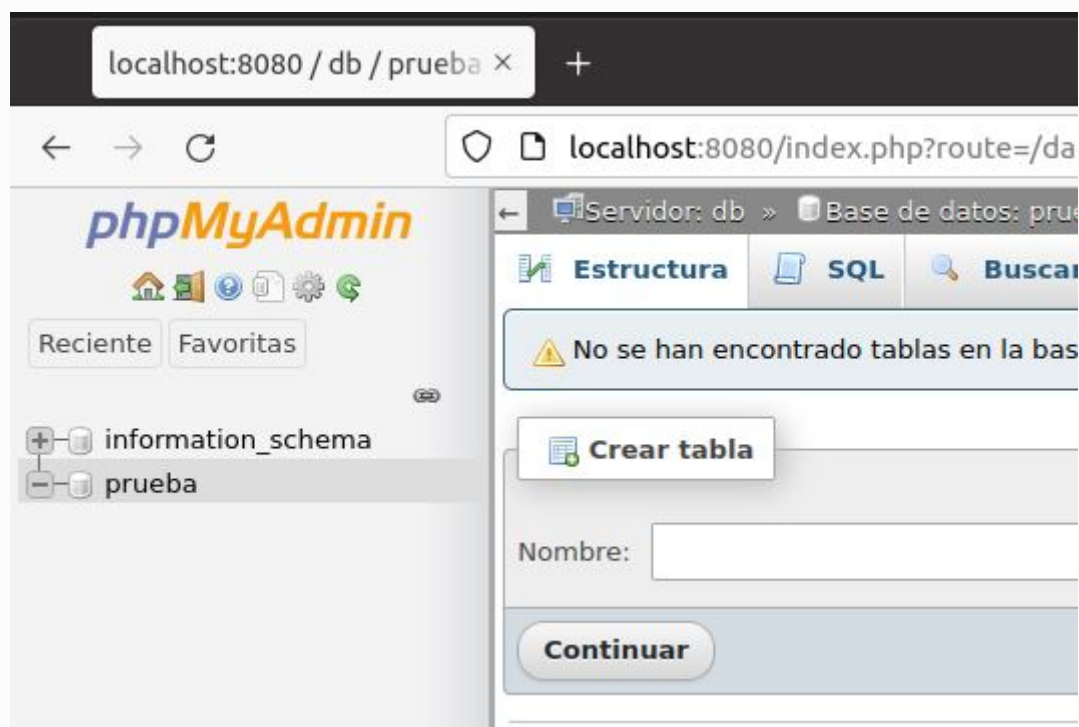 localhost:8080 / db / prueba
localhost:8080/index.php?route=/da
phpMyAdmin
Servidor: db » Base de datos: prue
Estructura SQL Buscar
Reciente Favoritas
No se han encontrado tablas en la bas
information_schema
Crear tabla
prueba
Nombre:
Continuar